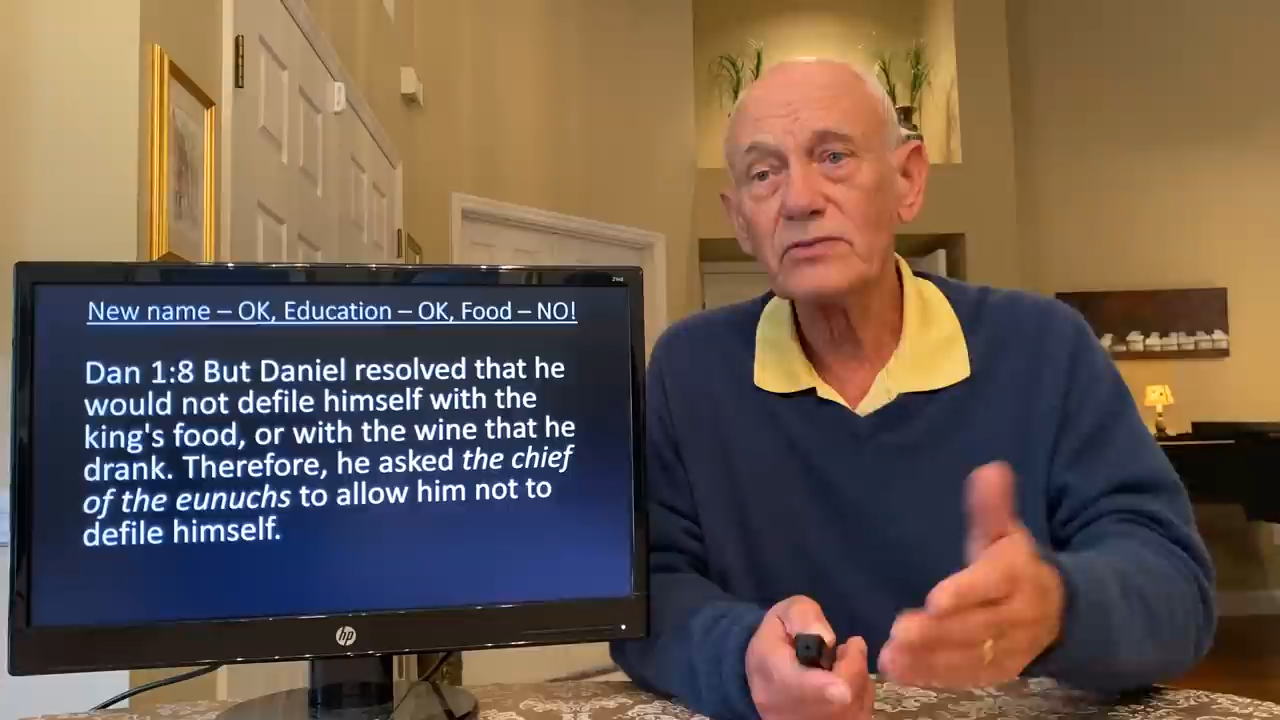 New name – OK, Education – OK, Food – NO!
Dan 1:8 But Daniel resolved that he
would not defile himself with the
king's food, or with the wine that he
drank. Therefore, he asked the chief
of the eunuchs to allow him not to
defile himself.
hp